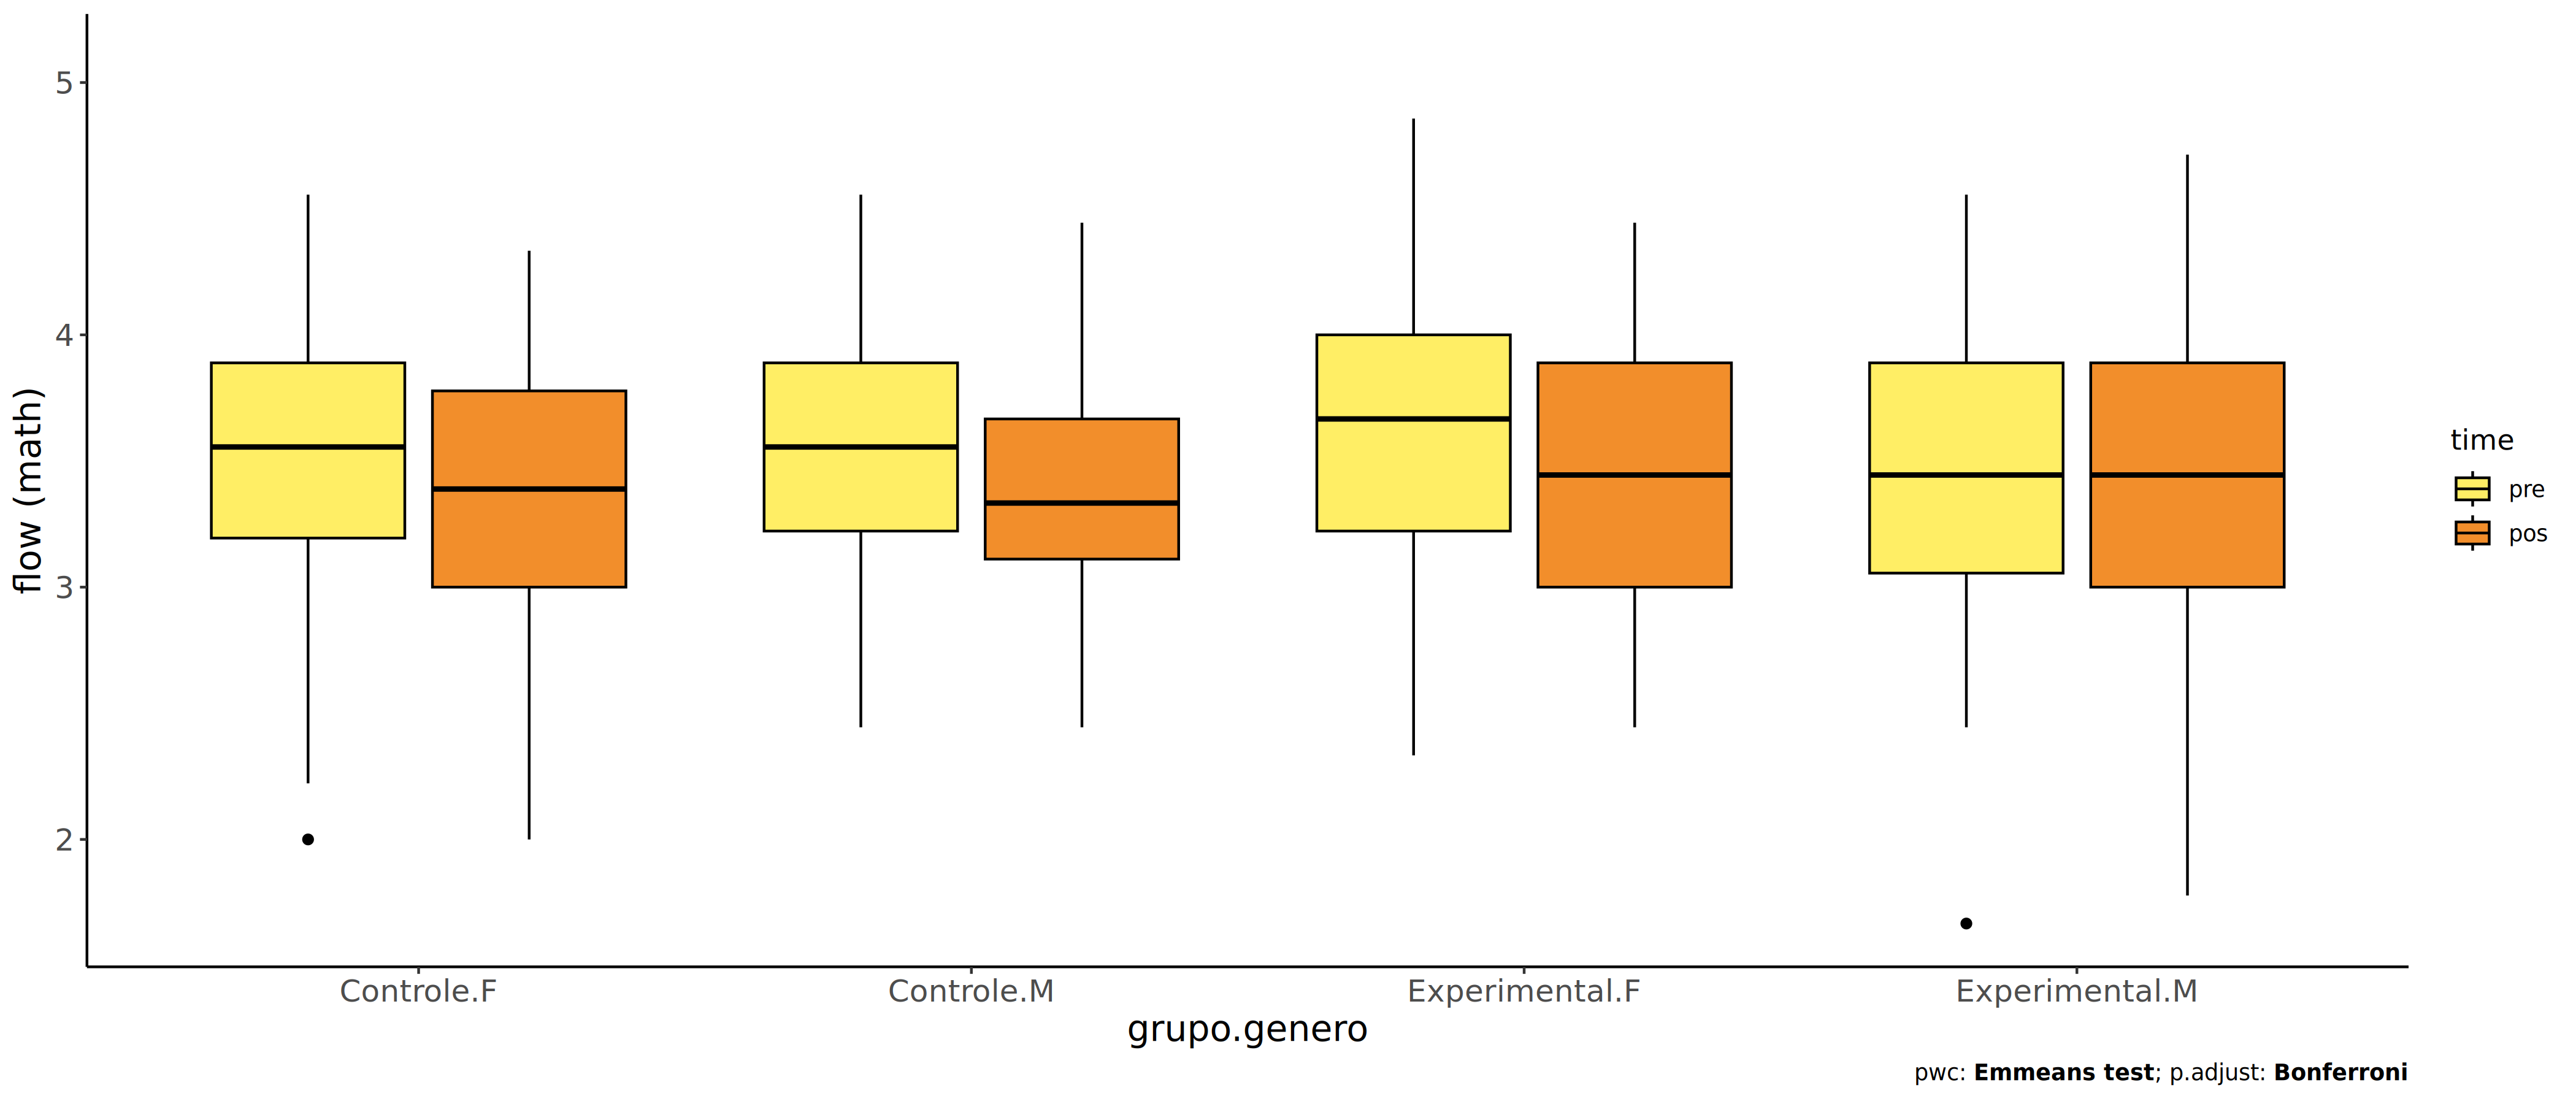 flow (math)
5
4
3
2
Controle.F
Controle.M
Experimental.F
Experimental.M
grupo.genero
time
pre
pos
pwc: Emmeans test; p.adjust: Bonferroni